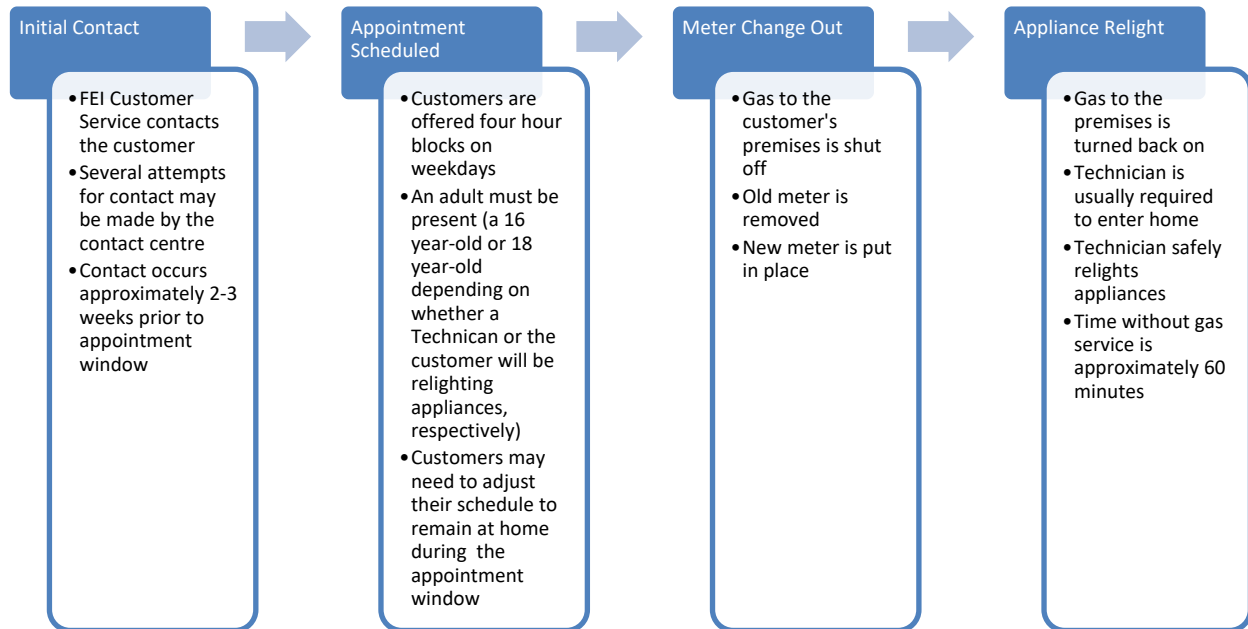 Initial Contact
•FEI Customer
Service contacts
the customer
•Several attempts
for contact may
be made by the
contact centre
•Contact occurs
approximately 2-3
weeks prior to
appointment
window
Appointment
Scheduled
•Customers are
offered four hour
blocks on
weekdays
•An adult must be
present (a 16
year-old or 18
year-old
depending on
whether a
Technican or the
customer will be
relighting
appliances,
respectively)
•Customers may
need to adjust
their schedule to
remain at home
during the
appointment
window
Meter Change Out
•Gas to the
customer's
premises is shut
off
•Old meter is
removed
•New meter is put
in place
Appliance Relight
•Gas to the
premises is
turned back on
•Technician is
usually required
to enter home
•Technician safely
relights
appliances
•Time without gas
service is
approximately 60
minutes